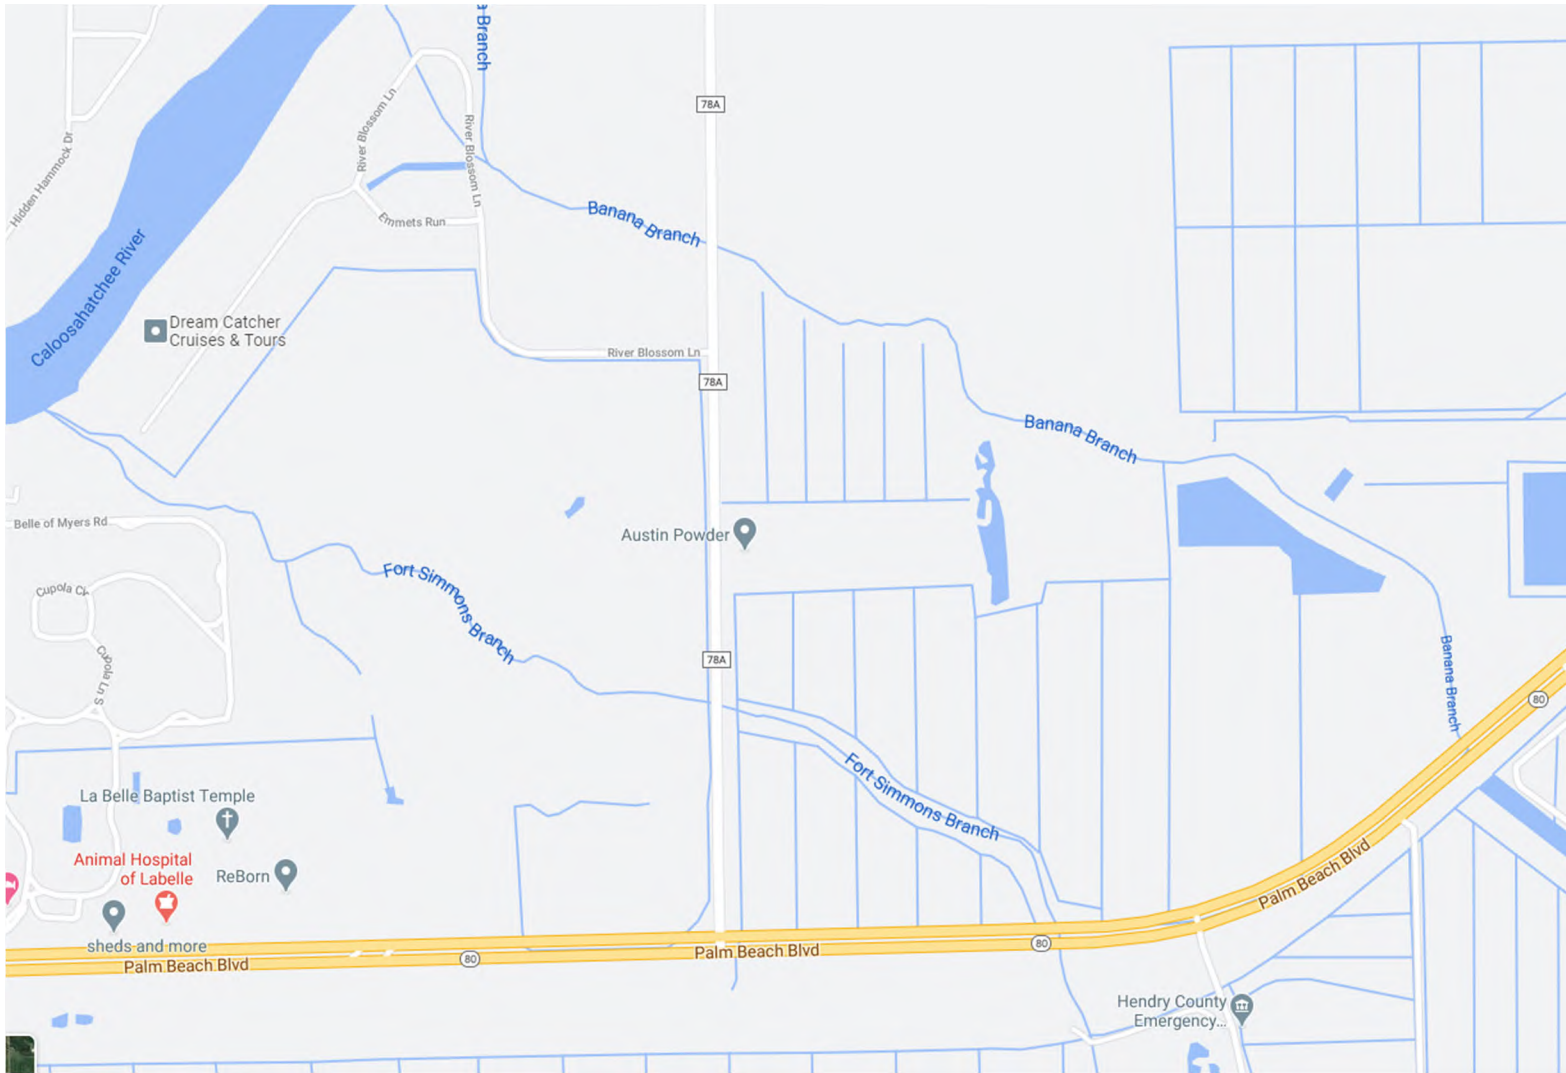 a Branch
78A
River Blossom Ln
River Blossom Ln
Hidden Hammock Dr
Banana Branch
Emmets Run
Caloosahatchee River
Dream Catcher
Cruises & Tours
River Blossom Ln
78A
Banana Branch
Belle of Myers Rd
Austin Powder
Fort Simmons Branch
Cupola Cir
Cupola Ln S
78A
Banana Branch
80
Fort Simmons Branch
La Belle Baptist Temple
Animal Hospital
of Labelle
ReBorn
Palm Beach Blvd
sheds and more
Palm Beach Blvd
80
Palm Beach Blvd
80
Hendry County
Emergency...